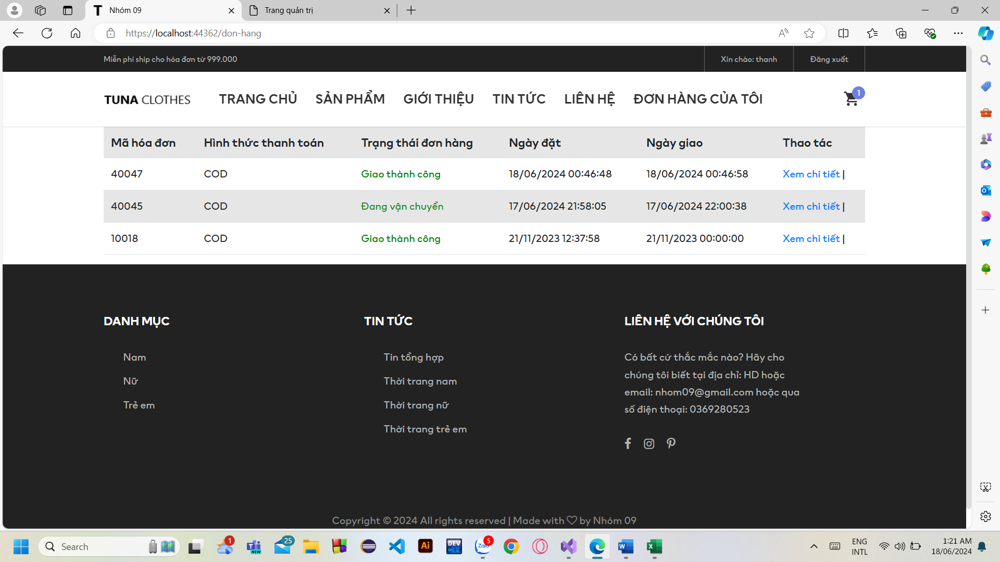 Nhóm 09
Trang quản trị
https://localhost:44362/don-hang
Miễn phí ship cho hóa đơn từ 999.000
Xin chào: thanh
Đăng xuất
TUNA CLOTHES
TRANG CHỦ
SẢN PHẨM
GIỚI THIỆU
TIN TỨC
LIÊN HỆ
ĐƠN HÀNG CỦA TÔI
1
Mã hóa đơn Hình thức thanh toán Trạng thái đơn hàng Ngày đặt Ngày giao Thao tác
40047 COD Giao thành công 18/06/2024 00:46:48 18/06/2024 00:46:58 Xem chi tiết |
40045 COD Đang vận chuyển 17/06/2024 21:58:05 17/06/2024 22:00:38 Xem chi tiết |
10018 COD Giao thành công 21/11/2023 12:37:58 21/11/2023 00:00:00 Xem chi tiết |
DANH MỤC
Nam
Nữ
Trẻ em
TIN TỨC
Tin tổng hợp
Thời trang nam
Thời trang nữ
Thời trang trẻ em
LIÊN HỆ VỚI CHÚNG TÔI
Có bất cứ thắc mắc nào? Hãy cho
chúng tôi biết tại địa chỉ: HD hoặc
email: nhom09@gmail.com hoặc qua
số điện thoại: 0369280523
Copyright © 2024 All rights reserved | Made with ♡ by Nhóm 09
Search
1
NEW
25
Ai
DEV
C++
Zalo
5
ENG
INTL
1:21 AM
18/06/2024